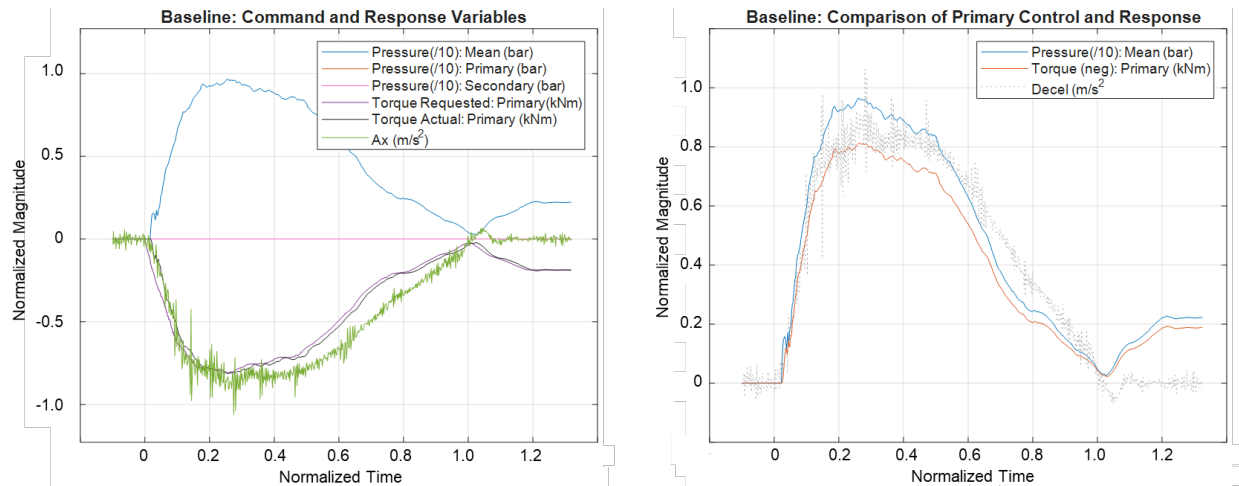 Baseline: Command and Response Variables
Pressure(/10): Mean (bar)
Pressure(/10): Primary (bar)
Pressure(/10): Secondary (bar)
Torque Requested: Primary(kNm)
Torque Actual: Primary (kNm)
Ax (m/s²)
1.0
0.5
0
-0.5
-1.0
Normalized Magnitude
0
0.2
0.4
0.6
0.8
1.0
1.2
Normalized Time
Baseline: Comparison of Primary Control and Response
Pressure(/10): Mean (bar)
Torque (neg): Primary (kNm)
Decel (m/s²
1.0
0.8
0.6
0.4
0.2
0
Normalized Magnitude
0
0.2
0.4
0.6
0.8
1.0
1.2
Normalized Time